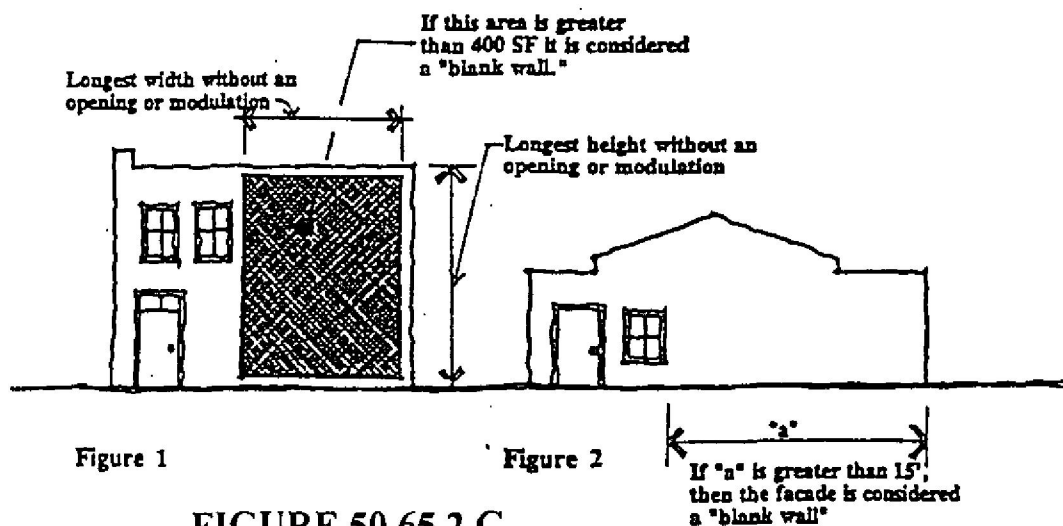 If this area is greater
than 400 SF it is considered
a "blank wall."
Longest width without an
opening or modulation
Longest height without an
opening or modulation
"a"
Figure 1
Figure 2
If "a" is greater than 15',
then the facade is considered
a "blank wall"
FIGURE 50.65.2.C